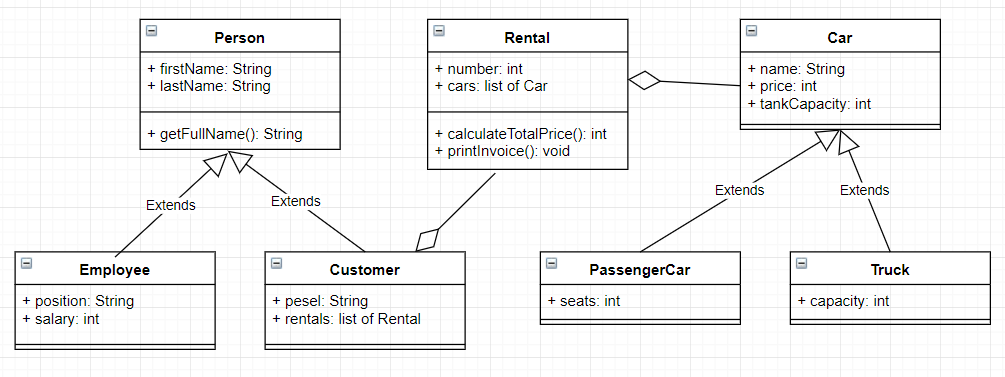 Person
+ firstName: String
+ lastName: String
+ getFullName(): String
Rental
+ number: int
+ cars: list of Car
+ calculateTotalPrice(): int
+ printInvoice(): void
Car
+ name: String
+ price: int
+ tankCapacity: int
Extends
Extends
Extends
Extends
Employee
+ position: String
+ salary: int
Customer
+ pesel: String
+ rentals: list of Rental
PassengerCar
+ seats: int
Truck
+ capacity: int